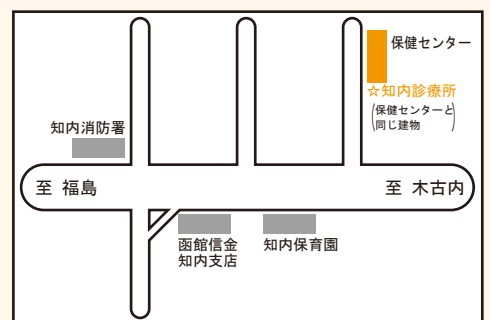 保健センター
☆知内診療所
(保健センターと
同じ建物)
知内消防署
至 福島
至 木古内
函館信金
知内支店
知内保育園